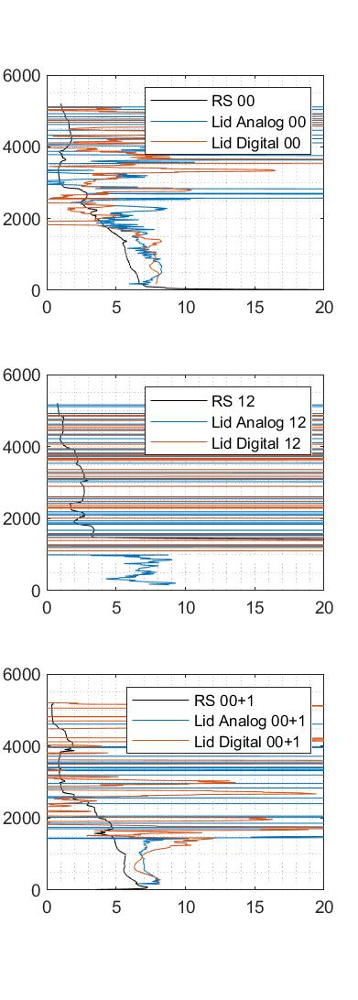 6000
RS 00
Lid Analog 00
4000
Lid Digital 00
2000
0
0 5 10 15 20
6000
RS 12
Lid Analog 12
Lid Digital 12
4000
2000
0
0 5 10 15 20
6000
RS 00+1
Lid Analog 00+1
Lid Digital 00+1
4000
2000
0
0 5 10 15 20